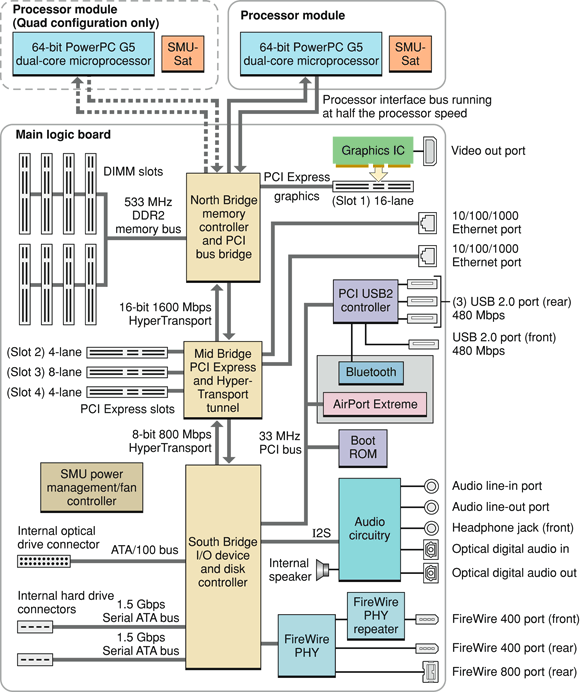 Processor module
(Quad configuration only)
64-bit PowerPC G5
dual-core microprocessor
SMU-
Sat
Processor module
64-bit PowerPC G5
dual-core microprocessor
SMU-
Sat
Processor interface bus running
at half the processor speed
Main logic board
DIMM slots
533 MHz
DDR2
memory bus
North Bridge
memory
controller
and PCI
bus bridge
Graphics IC
Video out port
PCI Express
graphics
(Slot 1) 16-lane
10/100/1000
Ethernet port
10/100/1000
Ethernet port
16-bit 1600 Mbps
HyperTransport
PCI USB2
controller
(3) USB 2.0 port (rear)
480 Mbps
USB 2.0 port (front)
480 Mbps
(Slot 2) 4-lane
(Slot 3) 8-lane
(Slot 4) 4-lane
PCI Express slots
Mid Bridge
PCI Express
and Hyper-
Transport
tunnel
Bluetooth
AirPort Extreme
8-bit 800 Mbps
HyperTransport
33 MHz
PCI bus
Boot
ROM
SMU power
management/fan
controller
South Bridge
I/O device
and disk
controller
I2S
Audio
circuitry
Audio line-in port
Audio line-out port
Headphone jack (front)
Optical digital audio in
Optical digital audio out
Internal
speaker
Internal optical
drive connector
ATA/100 bus
Internal hard drive
connectors
1.5 Gbps
Serial ATA bus
1.5 Gbps
Serial ATA bus
FireWire
PHY
FireWire
PHY
repeater
FireWire 400 port (front)
FireWire 400 port (rear)
FireWire 800 port (rear)